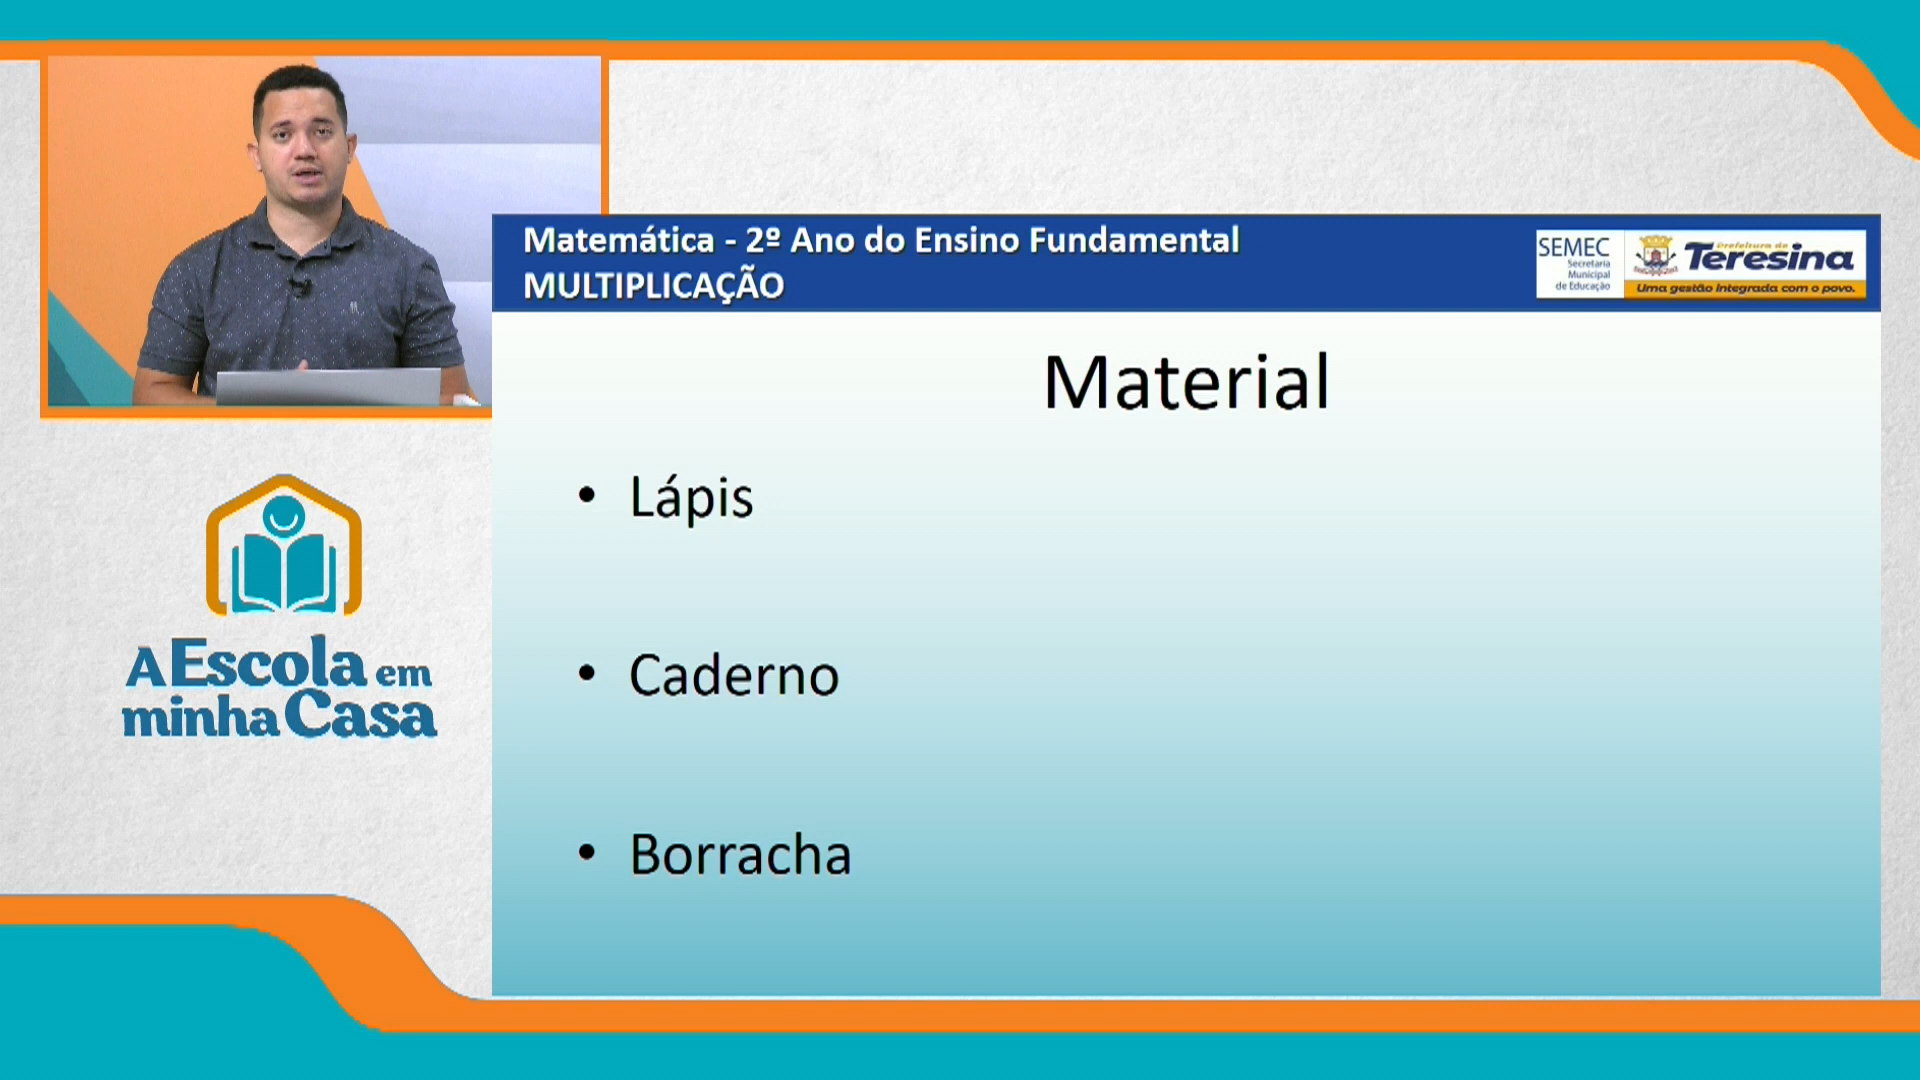 Matemática - 2º Ano do Ensino Fundamental
MULTIPLICAÇÃO
SEMEC
Secretaria
Municipal
de Educação
Prefeitura de
Teresina
Uma gestão integrada com o povo.
Material
• Lápis
• Caderno
• Borracha
A Escola em
minha Casa